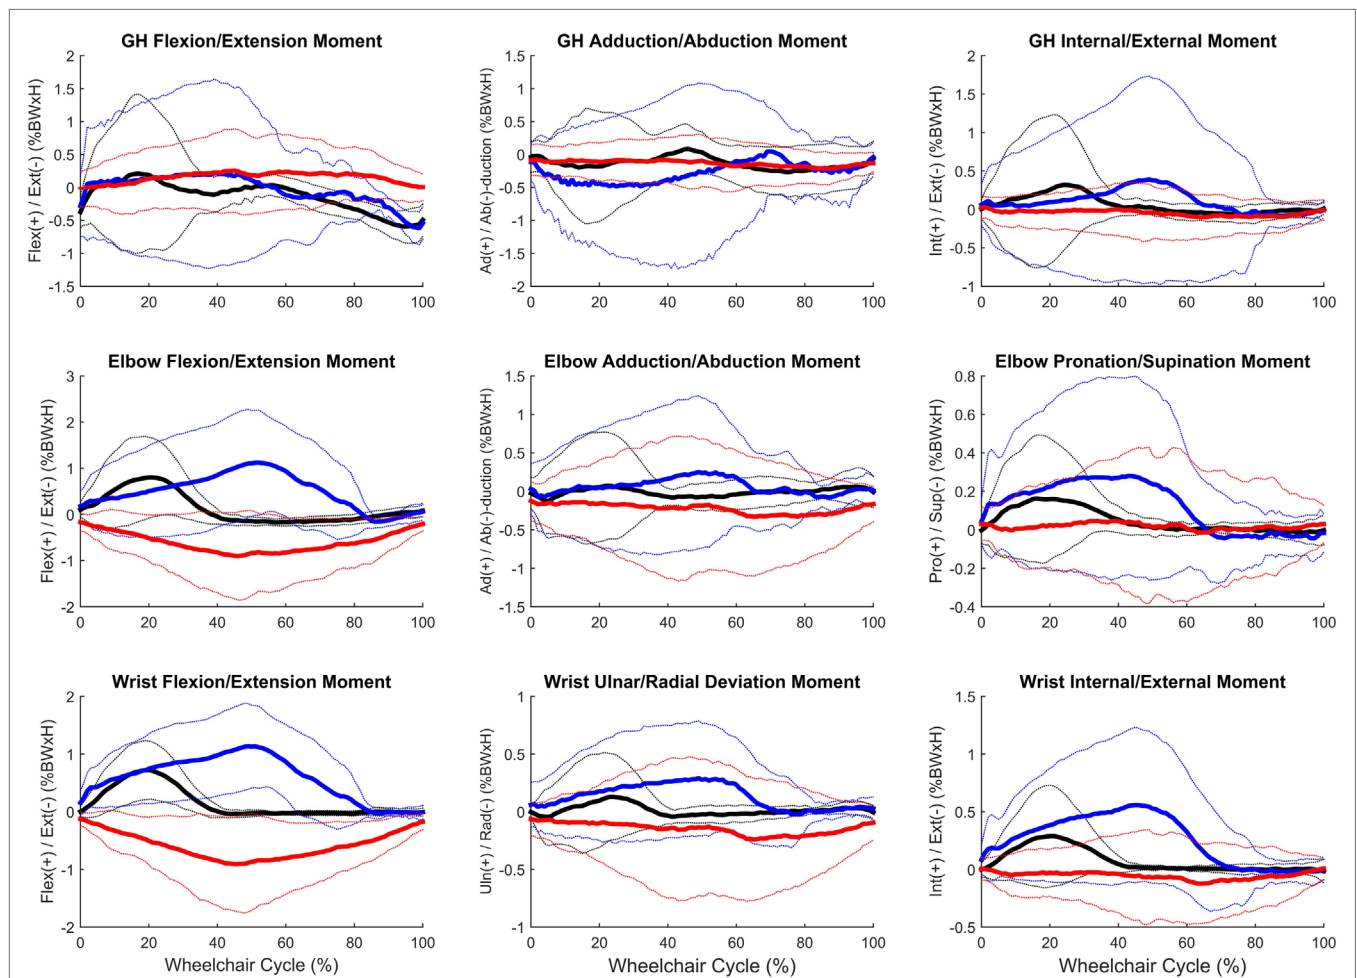 GH Flexion/Extension Moment
Flex(+) / Ext(-) (%BWxH)
2
1.5
1
0.5
0
-0.5
-1
-1.5
0 20 40 60 80 100
GH Adduction/Abduction Moment
Ad(+) / Ab(-)-duction (%BWxH)
1.5
1
0.5
0
-0.5
-1
-1.5
-2
0 20 40 60 80 100
GH Internal/External Moment
Int(+) / Ext(-) (%BWxH)
2
1.5
1
0.5
0
-0.5
-1
0 20 40 60 80 100
Elbow Flexion/Extension Moment
Flex(+) / Ext(-) (%BWxH)
3
2
1
0
-1
-2
0 20 40 60 80 100
Elbow Adduction/Abduction Moment
Ad(+) / Ab(-)-duction (%BWxH)
1.5
1
0.5
0
-0.5
-1
-1.5
0 20 40 60 80 100
Elbow Pronation/Supination Moment
Pro(+) / Sup(-) (%BWxH)
0.8
0.6
0.4
0.2
0
-0.2
-0.4
0 20 40 60 80 100
Wrist Flexion/Extension Moment
Flex(+) / Ext(-) (%BWxH)
2
1
0
-1
-2
0 20 40 60 80 100
Wheelchair Cycle (%)
Wrist Ulnar/Radial Deviation Moment
Uln(+) / Rad(-) (%BWxH)
1
0.5
0
-0.5
-1
0 20 40 60 80 100
Wheelchair Cycle (%)
Wrist Internal/External Moment
Int(+) / Ext(-) (%BWxH)
1.5
1
0.5
0
-0.5
0 20 40 60 80 100
Wheelchair Cycle (%)